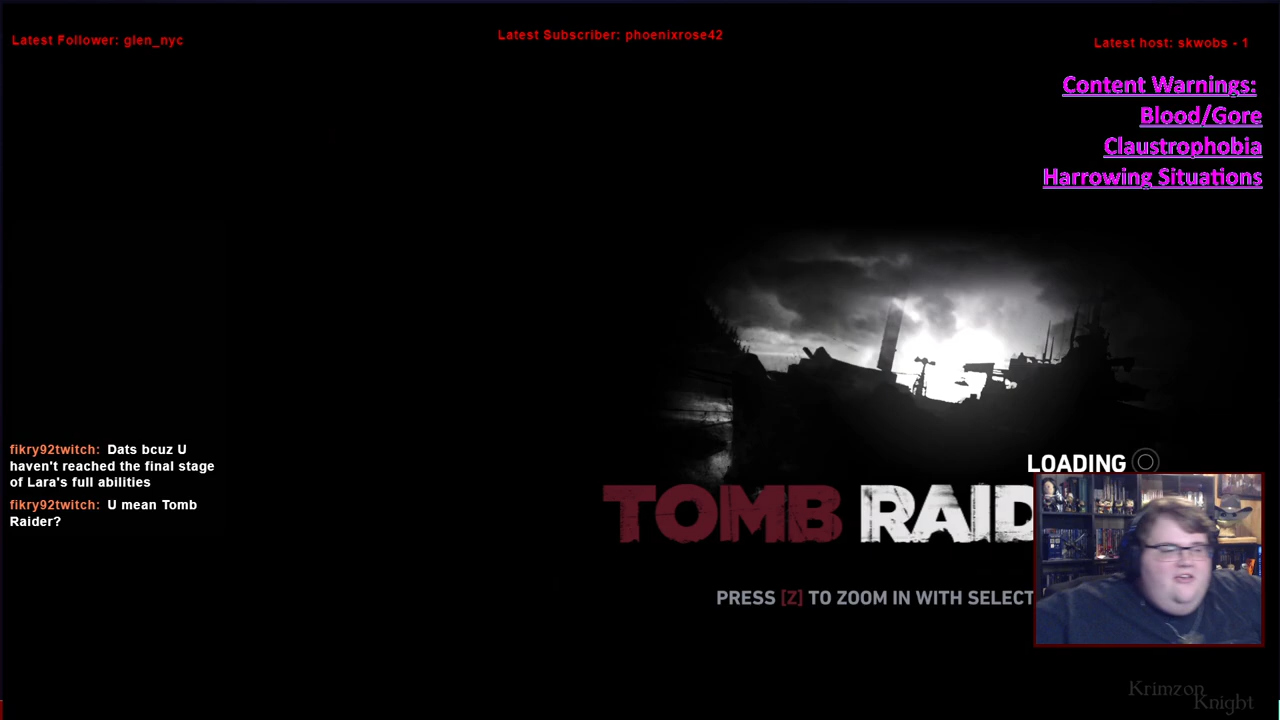 Latest Follower: glen_nyc
Latest Subscriber: phoenixrose42
Latest host: skwobs - 1
Content Warnings:
Blood/Gore
Claustrophobia
Harrowing Situations
fikry92twitch: Dats bcuz U
haven't reached the final stage
of Lara's full abilities
fikry92twitch: U mean Tomb
Raider?
LOADING
TOMB RAID
PRESS [Z] TO ZOOM IN WITH SELECT
Krimzon
Knight